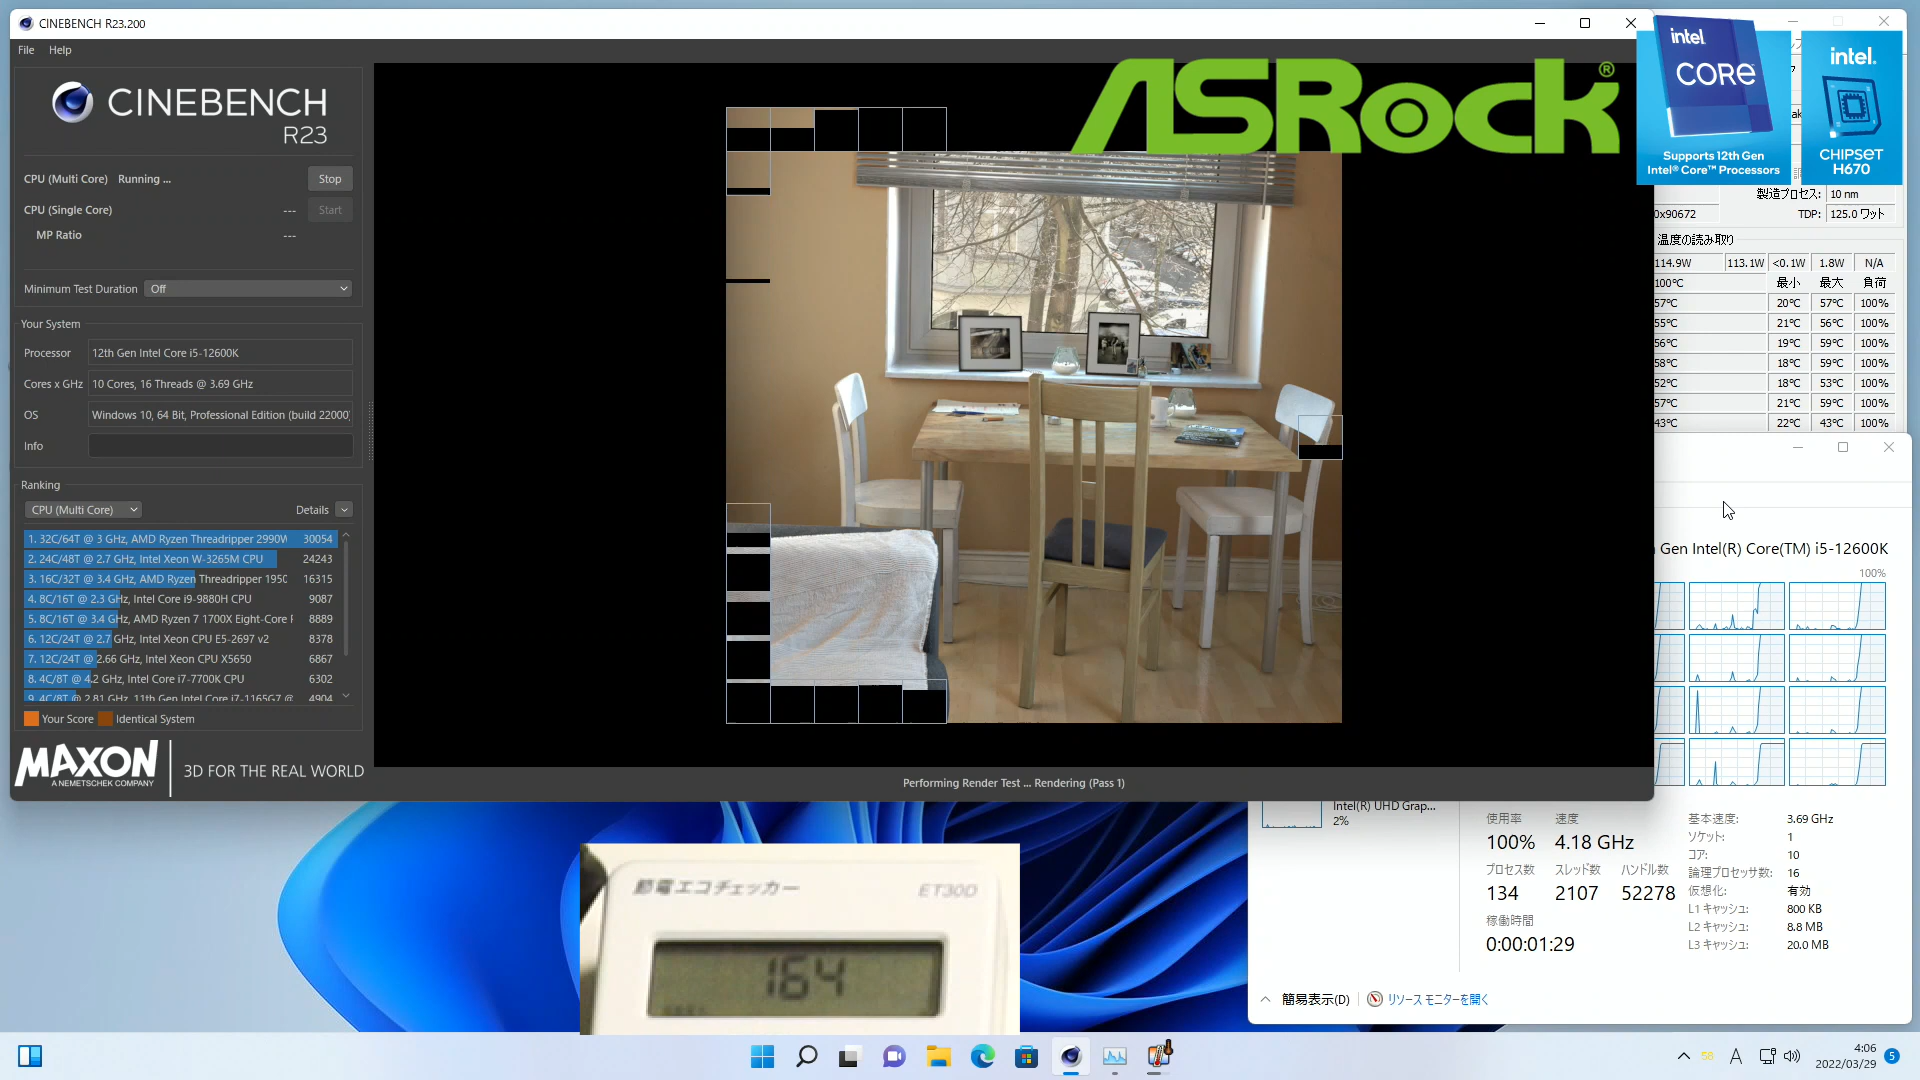 CINEBENCH R23.200
File Help
CINEBENCH
R23
CPU (Multi Core) Running ... Stop
CPU (Single Core) --- Start
MP Ratio ---
Minimum Test Duration Off
Your System
Processor 12th Gen Intel Core i5-12600K
Cores x GHz 10 Cores, 16 Threads @ 3.69 GHz
OS Windows 10, 64 Bit, Professional Edition (build 22000)
Info
Ranking
CPU (Multi Core) Details
1. 32C/64T @ 3 GHz, AMD Ryzen Threadripper 2990W 30054
2. 24C/48T @ 2.7 GHz, Intel Xeon W-3265M CPU 24243
3. 16C/32T @ 3.4 GHz, AMD Ryzen Threadripper 195 16315
4. 8C/16T @ 2.3 GHz, Intel Core i9-9880H CPU 9087
5. 8C/16T @ 3.4 GHz, AMD Ryzen 7 1700X Eight-Core 8889
6. 12C/24T @ 2.7 GHz, Intel Xeon CPU E5-2697 v2 8378
7. 12C/24T @ 2.66 GHz, Intel Xeon CPU X5650 6867
8. 4C/8T @ 4.2 GHz, Intel Core i7-7700K CPU 6302
9. 4C/8T @ 2.81 GHz, 11th Gen Intel Core i7-1165G7 @ 4904
Your Score Identical System
MAXON
A NEMETSCHEK COMPANY
3D FOR THE REAL WORLD
Performing Render Test ... Rendering (Pass 1)
ASRock®
intel
CORE™
Supports 12th Gen
Intel® Core™ Processors
intel.
CHIPSET
H670
製造プロセス: 10 nm
0x90672 TDP: 125.0 ワット
温度の読み取り
114.9W 113.1W <0.1W 1.8W N/A
100℃ 最小 最大 負荷
57℃ 20℃ 57℃ 100%
55℃ 21℃ 56℃ 100%
56℃ 19℃ 59℃ 100%
58℃ 18℃ 59℃ 100%
52℃ 18℃ 53℃ 100%
57℃ 21℃ 59℃ 100%
43℃ 22℃ 43℃ 100%
Gen Intel(R) Core(TM) i5-12600K
100%
Intel(R) UHD Grap...
2%
使用率 速度
100% 4.18 GHz
プロセス数 スレッド数 ハンドル数
134 2107 52278
稼働時間
0:00:01:29
基本速度: 3.69 GHz
ソケット: 1
コア: 10
論理プロセッサ数: 16
仮想化: 有効
L1 キャッシュ: 800 KB
L2 キャッシュ: 8.8 MB
L3 キャッシュ: 20.0 MB
簡易表示(D) リソース モニターを開く
節電エコチェッカー ET30D
164
58 A 4:06
2022/03/29 5